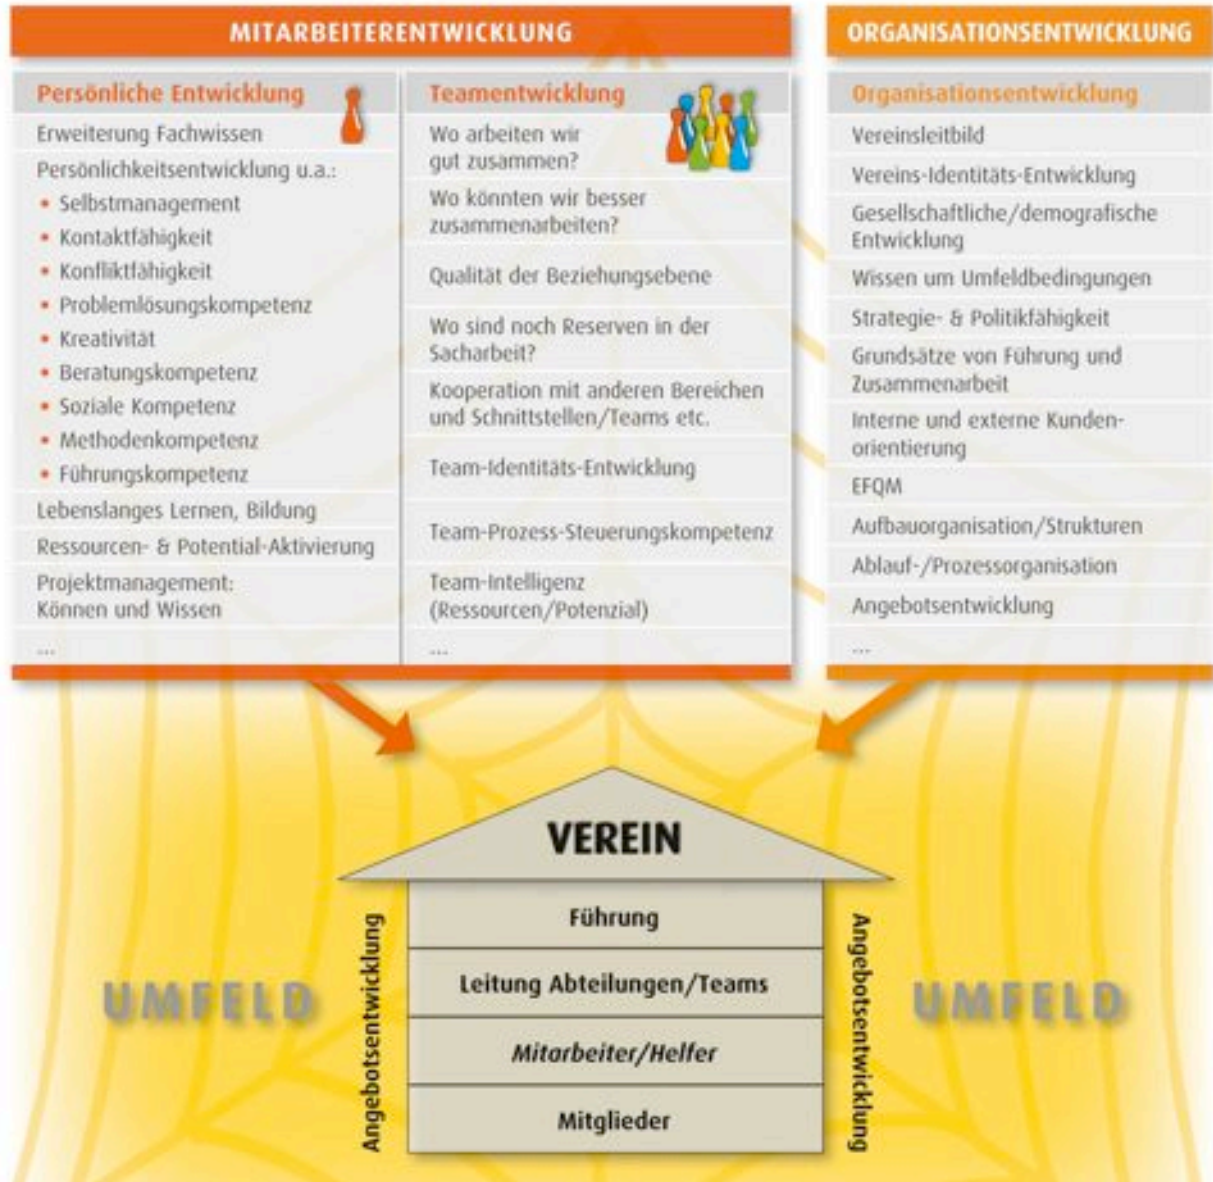 MITARBEITERENTWICKLUNG
Persönliche Entwicklung
Erweiterung Fachwissen
Persönlichkeitsentwicklung u.a.:
• Selbstmanagement
• Kontaktfähigkeit
• Konfliktfähigkeit
• Problemlösungskompetenz
• Kreativität
• Beratungskompetenz
• Soziale Kompetenz
• Methodenkompetenz
• Führungskompetenz
Lebenslanges Lernen, Bildung
Ressourcen- & Potential-Aktivierung
Projektmanagement:
Können und Wissen
...
Teamentwicklung
Wo arbeiten wir
gut zusammen?
Wo könnten wir besser
zusammenarbeiten?
Qualität der Beziehungsebene
Wo sind noch Reserven in der
Sacharbeit?
Kooperation mit anderen Bereichen
und Schnittstellen/Teams etc.
Team-Identitäts-Entwicklung
Team-Prozess-Steuerungskompetenz
Team-Intelligenz
(Ressourcen/Potenzial)
...
ORGANISATIONSENTWICKLUNG
Organisationsentwicklung
Vereinsleitbild
Vereins-Identitäts-Entwicklung
Gesellschaftliche/demografische
Entwicklung
Wissen um Umfeldbedingungen
Strategie- & Politikfähigkeit
Grundsätze von Führung und
Zusammenarbeit
Interne und externe Kunden-
orientierung
EFQM
Aufbauorganisation/Strukturen
Ablauf-/Prozessorganisation
Angebotsentwicklung
...
VEREIN
Führung
Leitung Abteilungen/Teams
Mitarbeiter/Helfer
Mitglieder
Angebotsentwicklung
Angebotsentwicklung
UMFELD
UMFELD